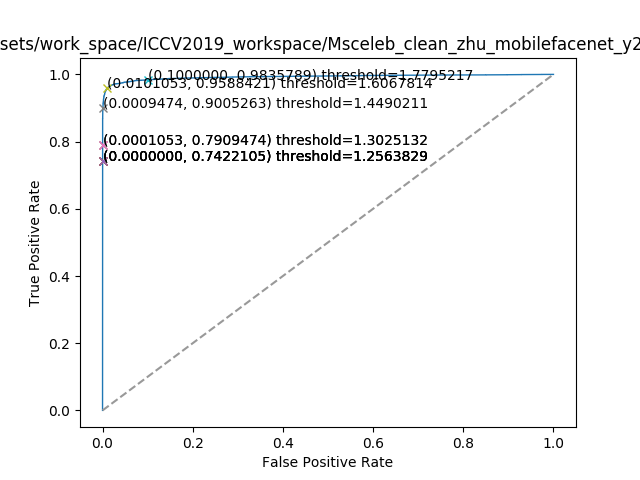 sets/work_space/ICCV2019_workspace/Msceleb_clean_zhu_mobilefacenet_y2
(0.1000000, 0.9835789) threshold=1.7795217
(0.0101053, 0.9588421) threshold=1.6067814
(0.0009474, 0.9005263) threshold=1.4490211
(0.0001053, 0.7909474) threshold=1.3025132
(0.0000000, 0.7422105) threshold=1.2563829
1.0
0.8
0.6
0.4
0.2
0.0
True Positive Rate
0.0 0.2 0.4 0.6 0.8 1.0
False Positive Rate